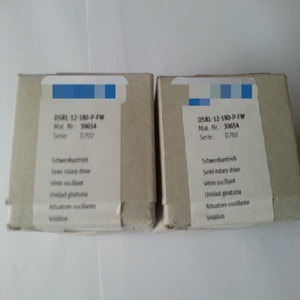 DSRL-12-180-P-FW
Mat.-Nr.: 30654
Serie: D702
Schwenkantrieb
Semi-rotary drive
Vérin oscillant
Unidad giratoria
Attuatore oscillante
Vriddon
DSRL-12-180-P-FW
Mat.-Nr.: 30654
Serie: D702
Schwenkantrieb
Semi-rotary drive
Vérin oscillant
Unidad giratoria
Attuatore oscillante
Vriddon